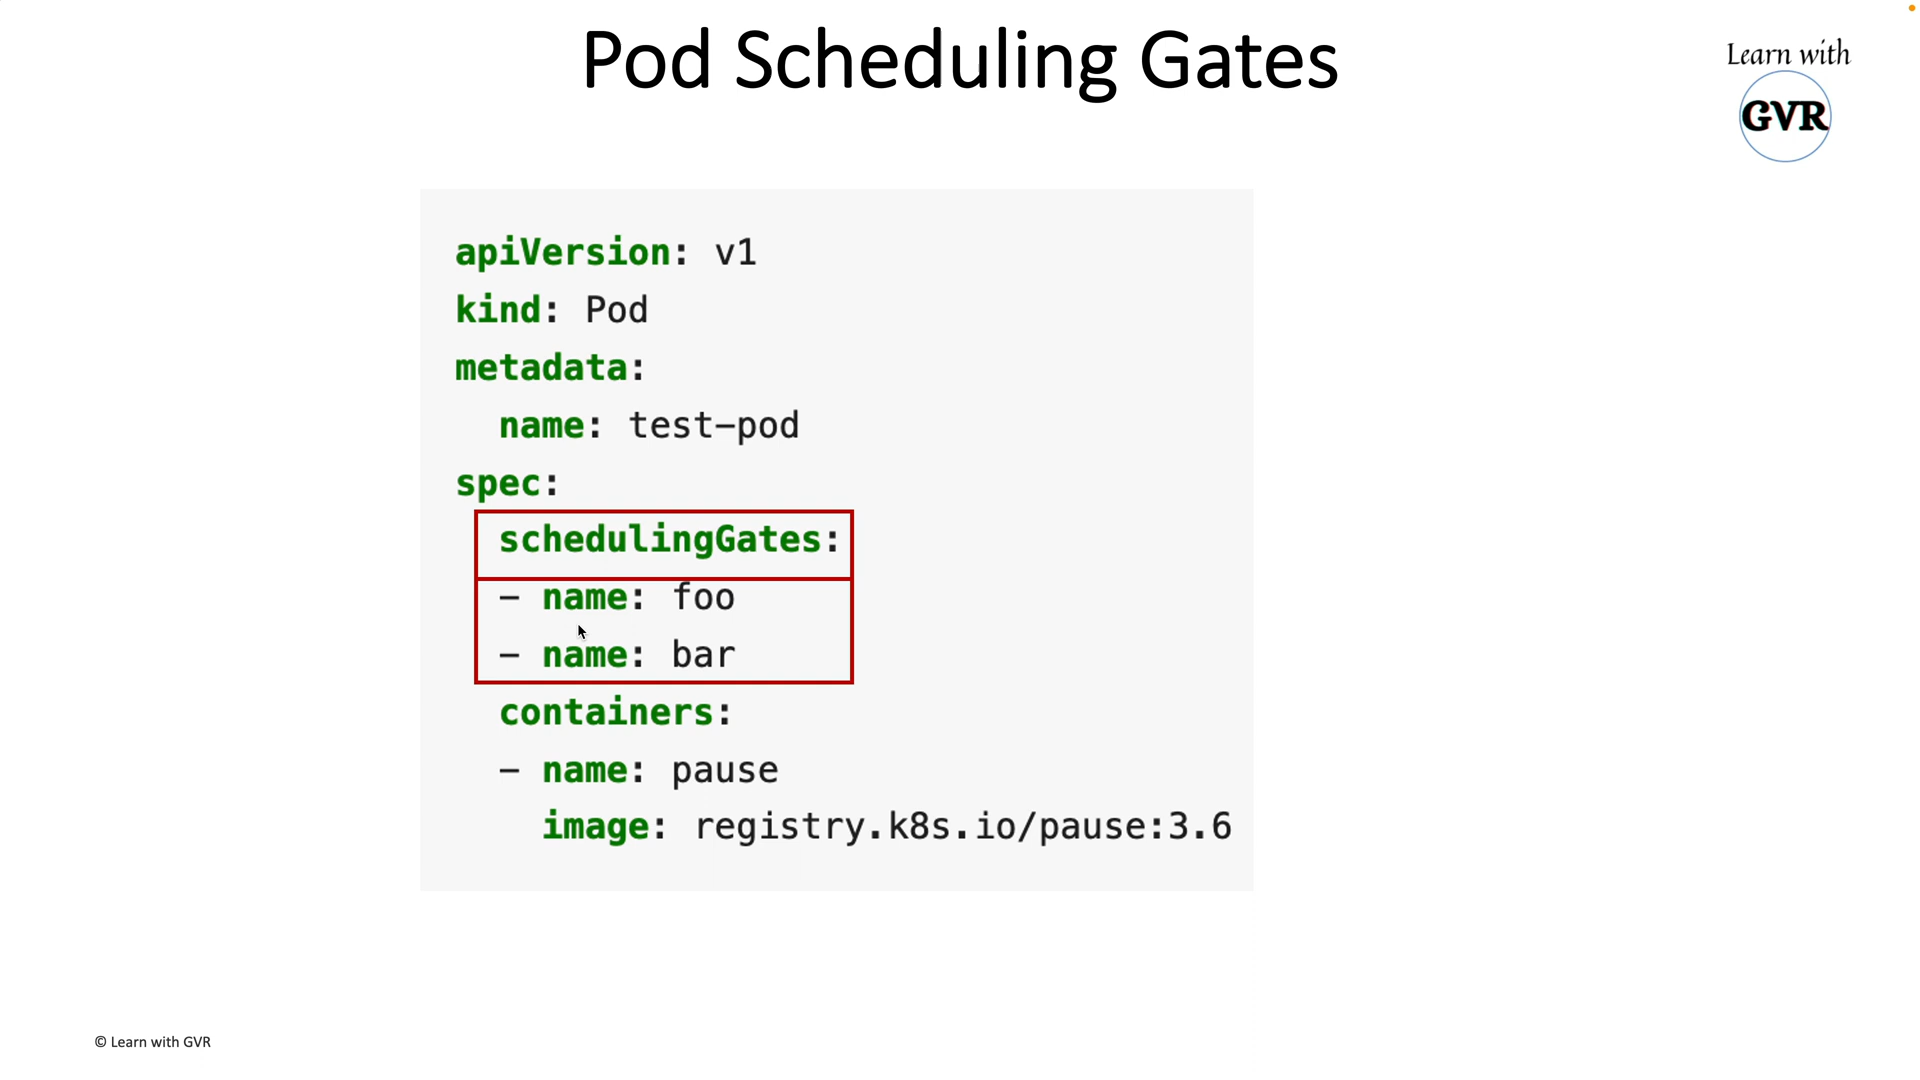 Pod Scheduling Gates
Learn with
GVR
apiVersion: v1
kind: Pod
metadata:
  name: test-pod
spec:
  schedulingGates:
  - name: foo
  - name: bar
  containers:
  - name: pause
    image: registry.k8s.io/pause:3.6
© Learn with GVR